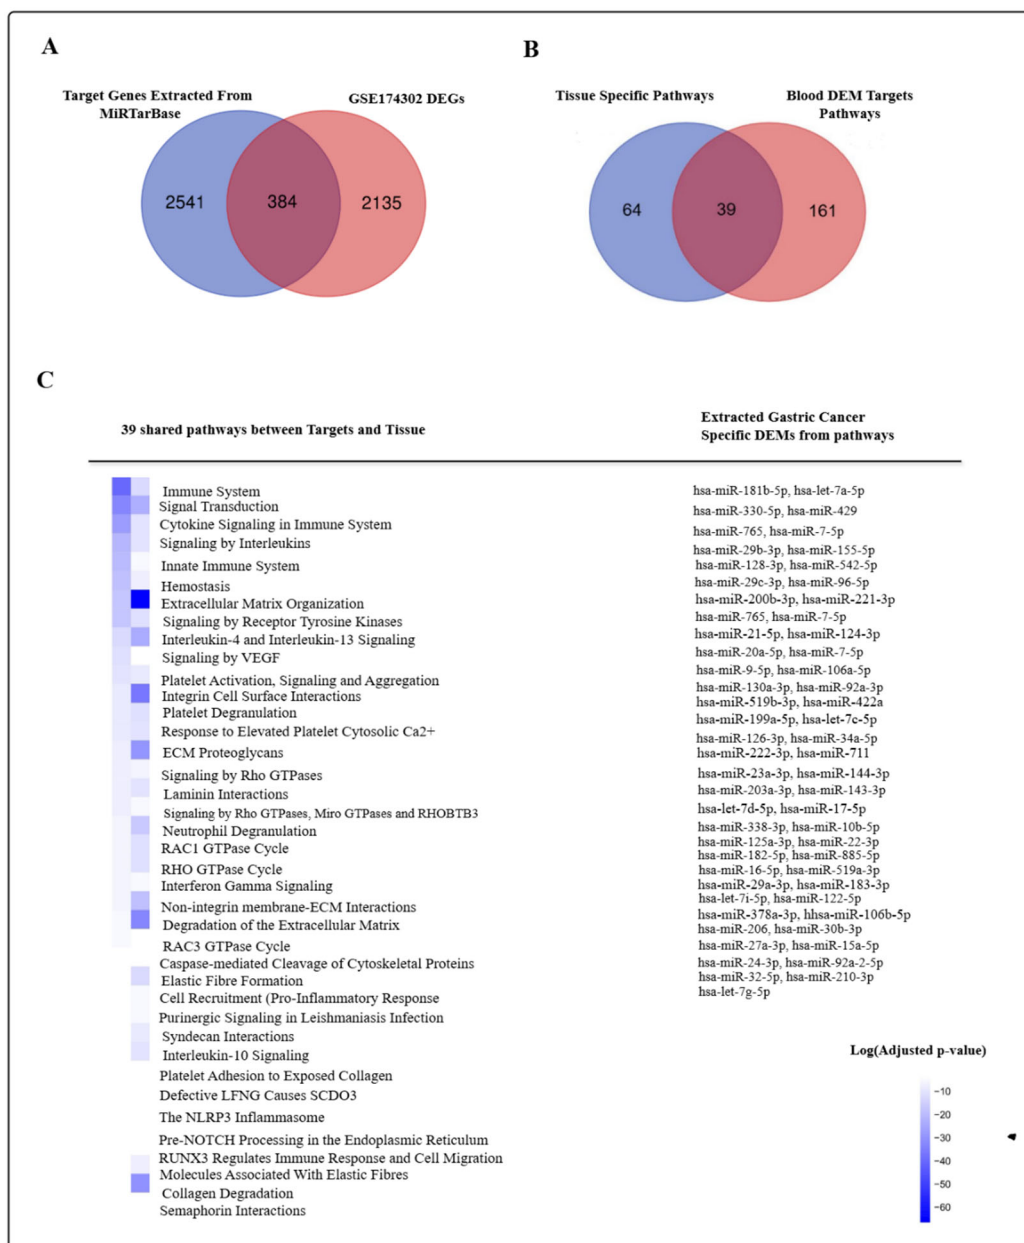 A
B
Target Genes Extracted From
MiRTarBase
GSE174302 DEGs
2541
384
2135
Tissue Specific Pathways
Blood DEM Targets
Pathways
64
39
161
C
39 shared pathways between Targets and Tissue
Extracted Gastric Cancer
Specific DEMs from pathways
Immune System
Signal Transduction
Cytokine Signaling in Immune System
Signaling by Interleukins
Innate Immune System
Hemostasis
Extracellular Matrix Organization
Signaling by Receptor Tyrosine Kinases
Interleukin-4 and Interleukin-13 Signaling
Signaling by VEGF
Platelet Activation, Signaling and Aggregation
Integrin Cell Surface Interactions
Platelet Degranulation
Response to Elevated Platelet Cytosolic Ca2+
ECM Proteoglycans
Signaling by Rho GTPases
Laminin Interactions
Signaling by Rho GTPases, Miro GTPases and RHOBTB3
Neutrophil Degranulation
RAC1 GTPase Cycle
RHO GTPase Cycle
Interferon Gamma Signaling
Non-integrin membrane-ECM Interactions
Degradation of the Extracellular Matrix
RAC3 GTPase Cycle
Caspase-mediated Cleavage of Cytoskeletal Proteins
Elastic Fibre Formation
Cell Recruitment (Pro-Inflammatory Response
Purinergic Signaling in Leishmaniasis Infection
Syndecan Interactions
Interleukin-10 Signaling
Platelet Adhesion to Exposed Collagen
Defective LFNG Causes SCDO3
The NLRP3 Inflammasome
Pre-NOTCH Processing in the Endoplasmic Reticulum
RUNX3 Regulates Immune Response and Cell Migration
Molecules Associated With Elastic Fibres
Collagen Degradation
Semaphorin Interactions
hsa-miR-181b-5p, hsa-let-7a-5p
hsa-miR-330-5p, hsa-miR-429
hsa-miR-765, hsa-miR-7-5p
hsa-miR-29b-3p, hsa-miR-155-5p
hsa-miR-128-3p, hsa-miR-542-5p
hsa-miR-29c-3p, hsa-miR-96-5p
hsa-miR-200b-3p, hsa-miR-221-3p
hsa-miR-765, hsa-miR-7-5p
hsa-miR-21-5p, hsa-miR-124-3p
hsa-miR-20a-5p, hsa-miR-7-5p
hsa-miR-9-5p, hsa-miR-106a-5p
hsa-miR-130a-3p, hsa-miR-92a-3p
hsa-miR-519b-3p, hsa-miR-422a
hsa-miR-199a-5p, hsa-let-7c-5p
hsa-miR-126-3p, hsa-miR-34a-5p
hsa-miR-222-3p, hsa-miR-711
hsa-miR-23a-3p, hsa-miR-144-3p
hsa-miR-203a-3p, hsa-miR-143-3p
hsa-let-7d-5p, hsa-miR-17-5p
hsa-miR-338-3p, hsa-miR-10b-5p
hsa-miR-125a-3p, hsa-miR-22-3p
hsa-miR-182-5p, hsa-miR-885-5p
hsa-miR-16-5p, hsa-miR-519a-3p
hsa-miR-29a-3p, hsa-miR-183-3p
hsa-let-7i-5p, hsa-miR-122-5p
hsa-miR-378a-3p, hhsa-miR-106b-5p
hsa-miR-206, hsa-miR-30b-3p
hsa-miR-27a-3p, hsa-miR-15a-5p
hsa-miR-24-3p, hsa-miR-92a-2-5p
hsa-miR-32-5p, hsa-miR-210-3p
hsa-let-7g-5p
Log(Adjusted p-value)
−10
−20
−30
−40
−50
−60